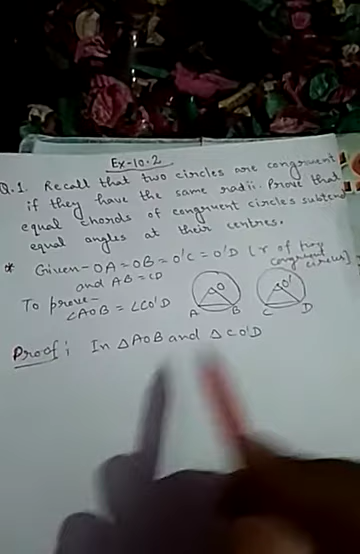 Ex-10.2
Q.1. Recall that two circles are congruent
if they have the same radii. Prove that
equal chords of congruent circles subtend
equal angles at their centres.
* Given- OA=OB=O'C=O'D (r of two
congruent circles)
and AB=CD
To prove-
∠AOB=∠CO'D
O
A B
O'
C D
Proof: In △AOB and △CO'D